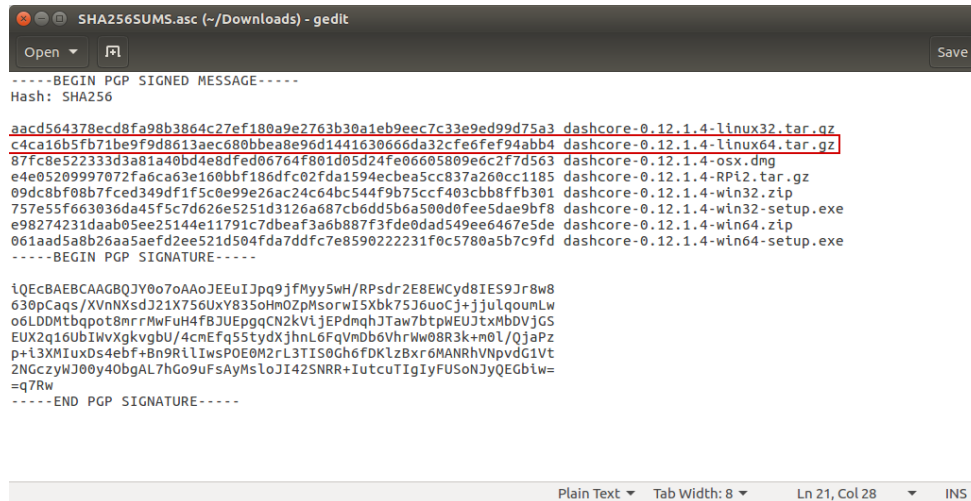 SHA256SUMS.asc (~/Downloads) - gedit
Open Save
-----BEGIN PGP SIGNED MESSAGE-----
Hash: SHA256
aacd564378ecd8fa98b3864c27ef180a9e2763b30a1eb9eec7c33e9ed99d75a3 dashcore-0.12.1.4-linux32.tar.gz
c4ca16b5fb71be9f9d8613aec680bbea8e96d1441630666da32cfe6fef94abb4 dashcore-0.12.1.4-linux64.tar.gz
87fc8e522333d3a81a40bd4e8dfed06764f801d05d24fe06605809e6c2f7d563 dashcore-0.12.1.4-osx.dmg
e4e05209997072fa6ca63e160bbf186dfc02fda1594ecbea5cc837a260cc1185 dashcore-0.12.1.4-RPi2.tar.gz
09dc8bf08b7fced349df1f5c0e99e26ac24c64bc544f9b75ccf403cbb8ffb301 dashcore-0.12.1.4-win32.zip
757e55f663036da45f5c7d626e5251d3126a687cb6dd5b6a500d0fee5dae9bf8 dashcore-0.12.1.4-win32-setup.exe
e98274231daab05ee25144e11791c7dbeaf3a6b887f3fde0dad549ee6467e5de dashcore-0.12.1.4-win64.zip
061aad5a8b26aa5aefd2ee521d504fda7ddfc7e8590222231f0c5780a5b7c9fd dashcore-0.12.1.4-win64-setup.exe
-----BEGIN PGP SIGNATURE-----
iQEcBAEBCAAGBQJY0o7oAAoJEEuIJpq9jfMyy5wH/RPsdr2E8EWCyd8IES9Jr8w8
630pCaqs/XVnNXsdJ21X756UxY835oHmOZpMsorwI5Xbk75J6uoCj+jjulqoumLw
o6LDDMtbqpot8mrrMwFuH4fBJUEpgqCN2kVijEPdmqhJTaw7btpWEUJtxMbDVjGS
EUX2q16UbIWvXgkvgbU/4cmEfq55tydXjhnL6FqVmDb6VhrWw08R3k+m0l/QjaPz
p+i3XMIuxDs4ebf+Bn9RilIwsPOE0M2rL3TIS0Gh6fDKlzBxr6MANRhVNpvdG1Vt
2NGczyWJ00y4ObgAL7hGo9uFsAyMsloJI42SNRR+IutcuTIgIyFUSoNJyQEGbiw=
=q7Rw
-----END PGP SIGNATURE-----
Plain Text Tab Width: 8 Ln 21, Col 28 INS